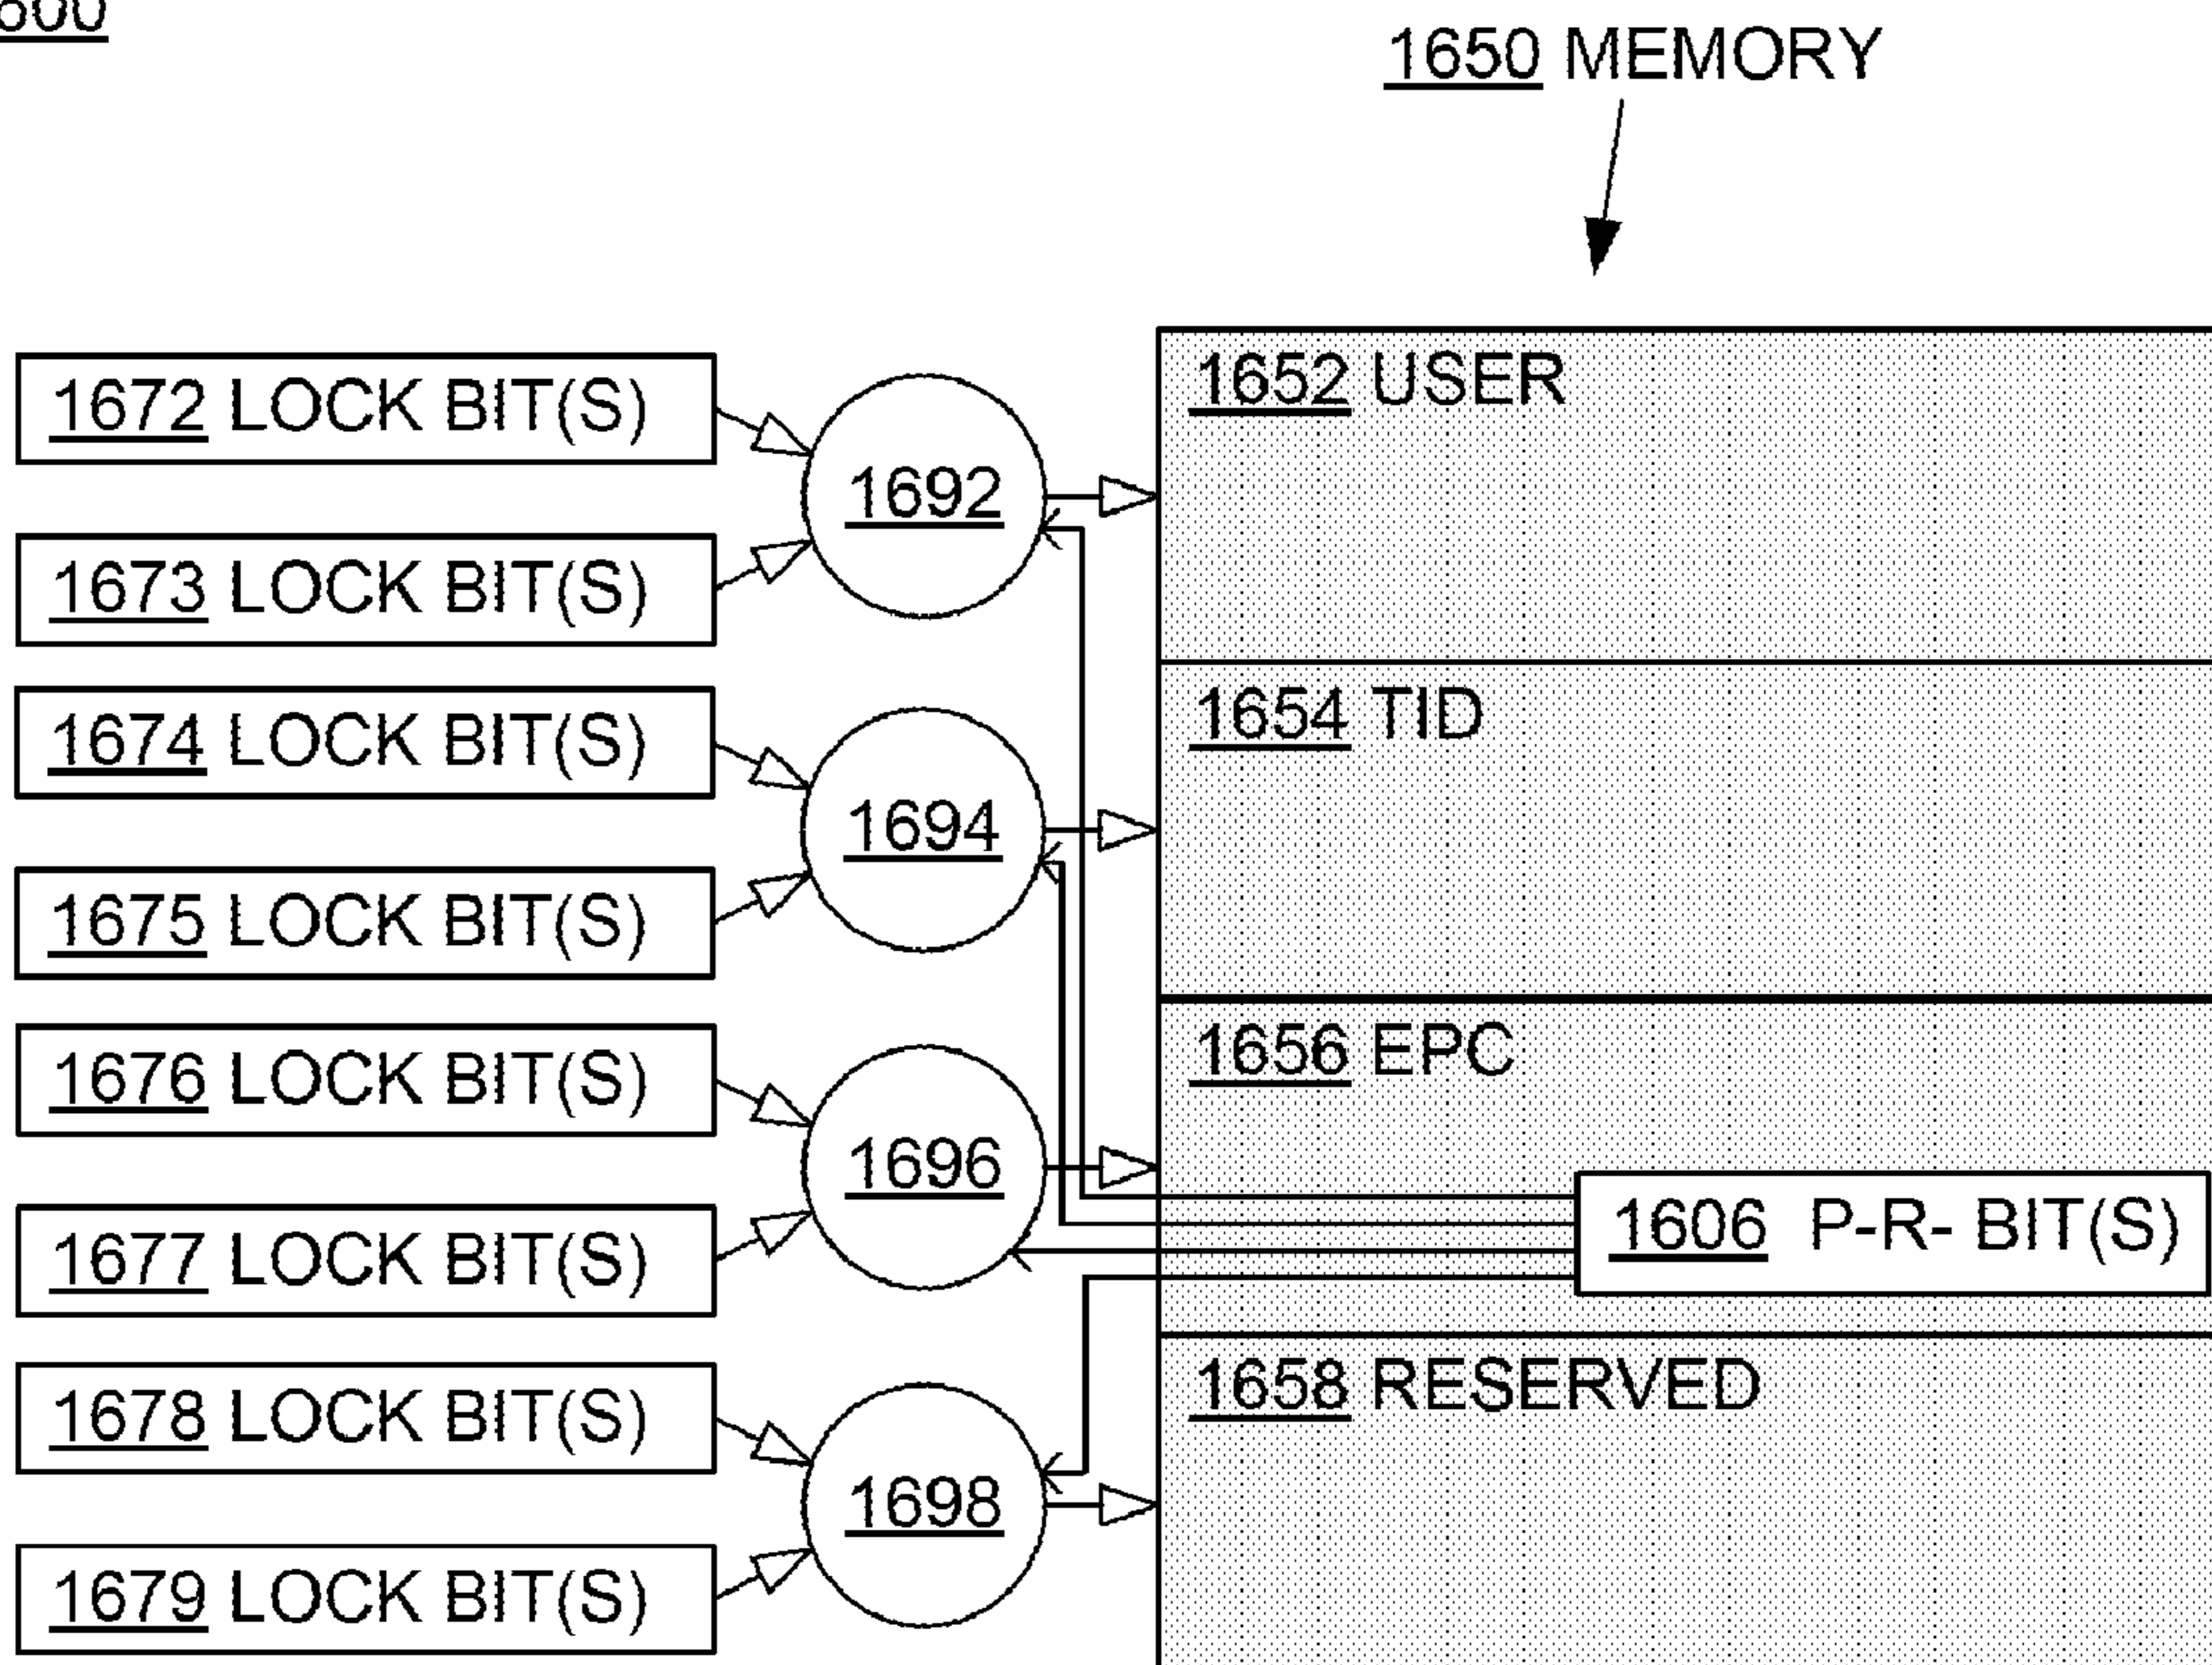 1650 MEMORY
1672 LOCK BIT(S)
1673 LOCK BIT(S)
1674 LOCK BIT(S)
1675 LOCK BIT(S)
1676 LOCK BIT(S)
1677 LOCK BIT(S)
1678 LOCK BIT(S)
1679 LOCK BIT(S)
1692
1694
1696
1698
1652 USER
1654 TID
1656 EPC
1606 P-R- BIT(S)
1658 RESERVED